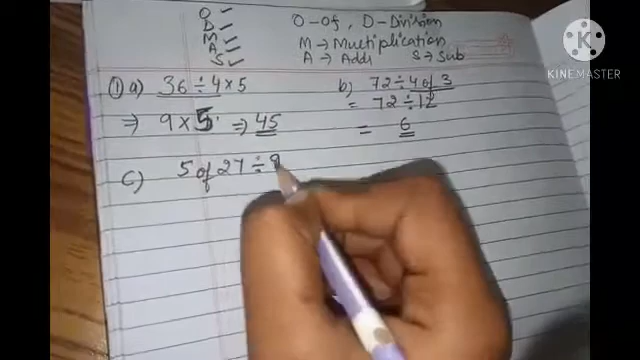 O
D
M
A
S
O - of, D - Division
M → Multiplication
A → Add. S → Sub
① a) 36 ÷ 4 × 5
⇒ 9 × 5 ⇒ 45
b) 72 ÷ 4 of 3
= 72 ÷ 12
= 6
c) 5 of 27 ÷ 9
KINEMASTER